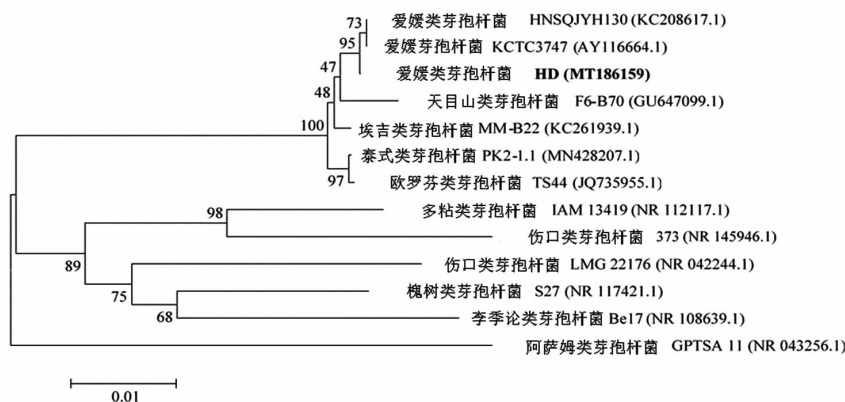 73 爱媛类芽孢杆菌 HNSQJYH130 (KC208617.1)
95 爱媛芽孢杆菌 KCTC3747 (AY116664.1)
爱媛类芽孢杆菌 HD (MT186159)
47
天目山类芽孢杆菌 F6-B70 (GU647099.1)
48
100 埃吉类芽孢杆菌 MM-B22 (KC261939.1)
泰式类芽孢杆菌 PK2-1.1 (MN428207.1)
97 欧罗芬类芽孢杆菌 TS44 (JQ735955.1)
98 多粘类芽孢杆菌 IAM 13419 (NR 112117.1)
伤口类芽孢杆菌 373 (NR 145946.1)
89 伤口类芽孢杆菌 LMG 22176 (NR 042244.1)
75 槐树类芽孢杆菌 S27 (NR 117421.1)
68 李季论类芽孢杆菌 Be17 (NR 108639.1)
阿萨姆类芽孢杆菌 GPTSA 11 (NR 043256.1)
0.01